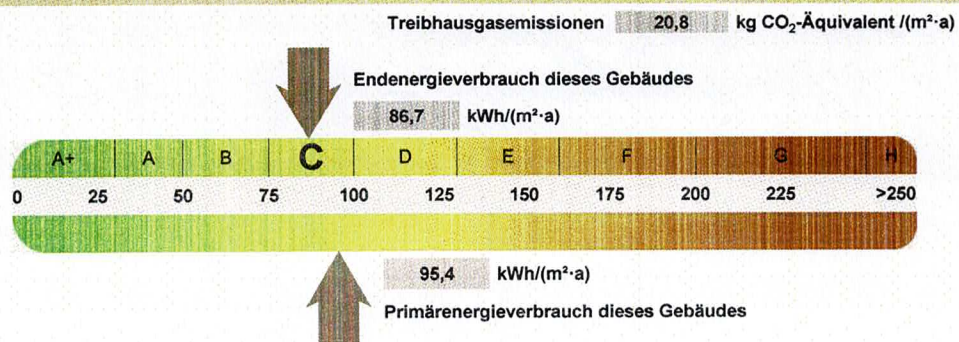 Treibhausgasemissionen 20,8 kg CO₂-Äquivalent /(m²·a)
Endenergieverbrauch dieses Gebäudes
86,7 kWh/(m²·a)
A+ A B C D E F G H
0 25 50 75 100 125 150 175 200 225 >250
95,4 kWh/(m²·a)
Primärenergieverbrauch dieses Gebäudes